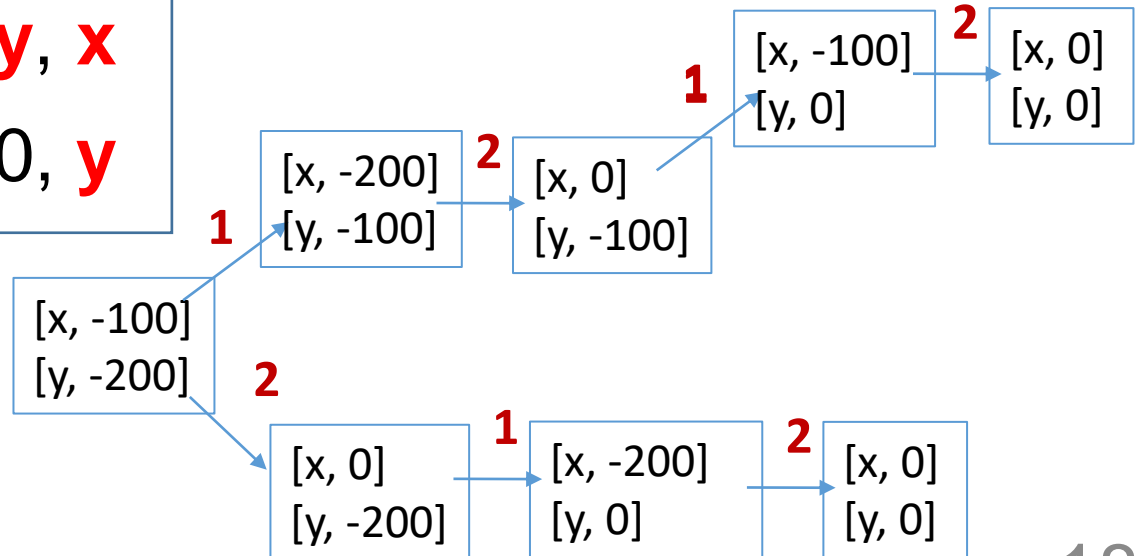 y, x
0, y
1
[x, -100]
[y, -200]
2
[x, -200]
[y, -100]
2
[x, 0]
[y, -100]
1
[x, -100]
[y, 0]
2
[x, 0]
[y, 0]
[x, 0]
[y, -200]
1
[x, -200]
[y, 0]
2
[x, 0]
[y, 0]